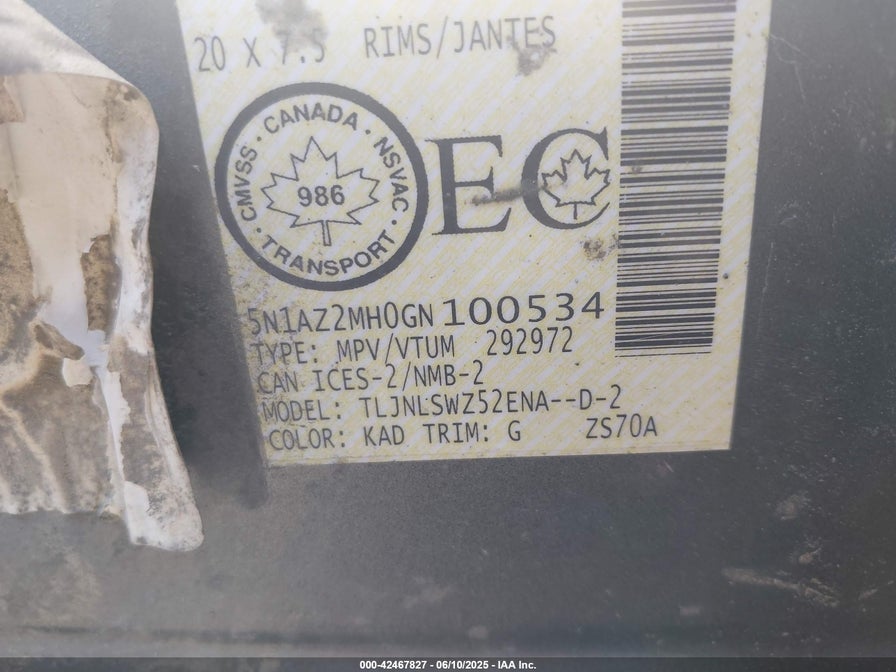 20 X 7.5 RIMS/JANTES
CANADA · NSVAC · TRANSPORT · CMVSS ·
986
EC
5N1AZ2MH0GN100534
TYPE: MPV/VTUM 292972
CAN ICES-2/NMB-2
MODEL: TLJNLSWZ52ENA--D-2
COLOR: KAD TRIM: G ZS70A
000-42467827 - 06/10/2025 - IAA Inc.